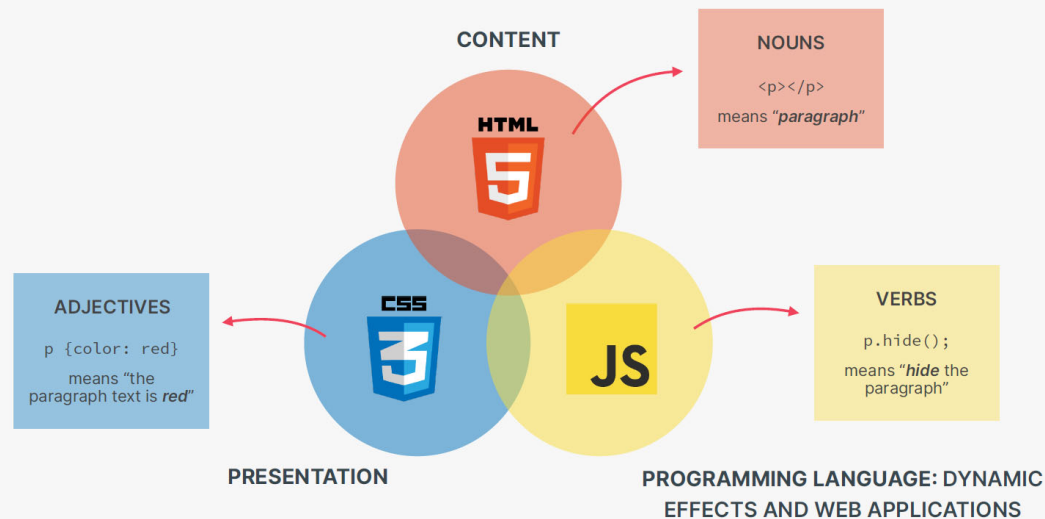 CONTENT
HTML
5
NOUNS
<p></p>
means “paragraph”
ADJECTIVES
p {color: red}
means “the
paragraph text is red”
CSS
3
JS
VERBS
p.hide();
means “hide the
paragraph”
PRESENTATION
PROGRAMMING LANGUAGE: DYNAMIC
EFFECTS AND WEB APPLICATIONS